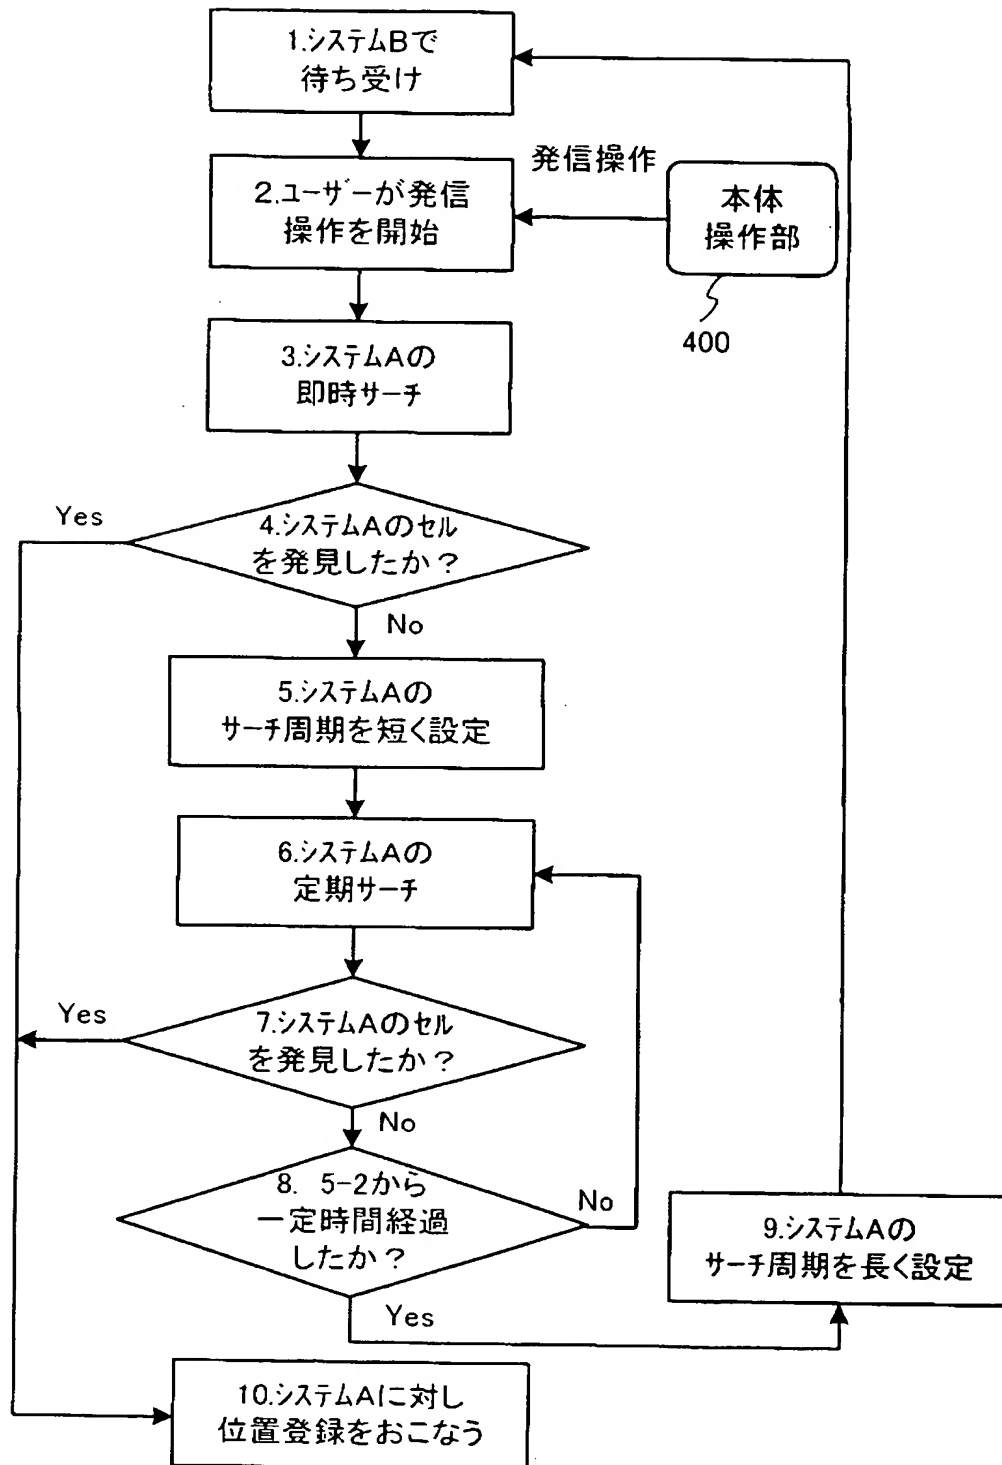 1.システムBで
待ち受け
発信操作
2.ユーザーが発信
操作を開始
本体
操作部
400
3.システムAの
即時サーチ
4.システムAのセル
を発見したか？
Yes
No
5.システムAの
サーチ周期を短く設定
6.システムAの
定期サーチ
7.システムAのセル
を発見したか？
Yes
No
8. 5-2から
一定時間経過
したか？
No
Yes
9.システムAの
サーチ周期を長く設定
10.システムAに対し
位置登録をおこなう